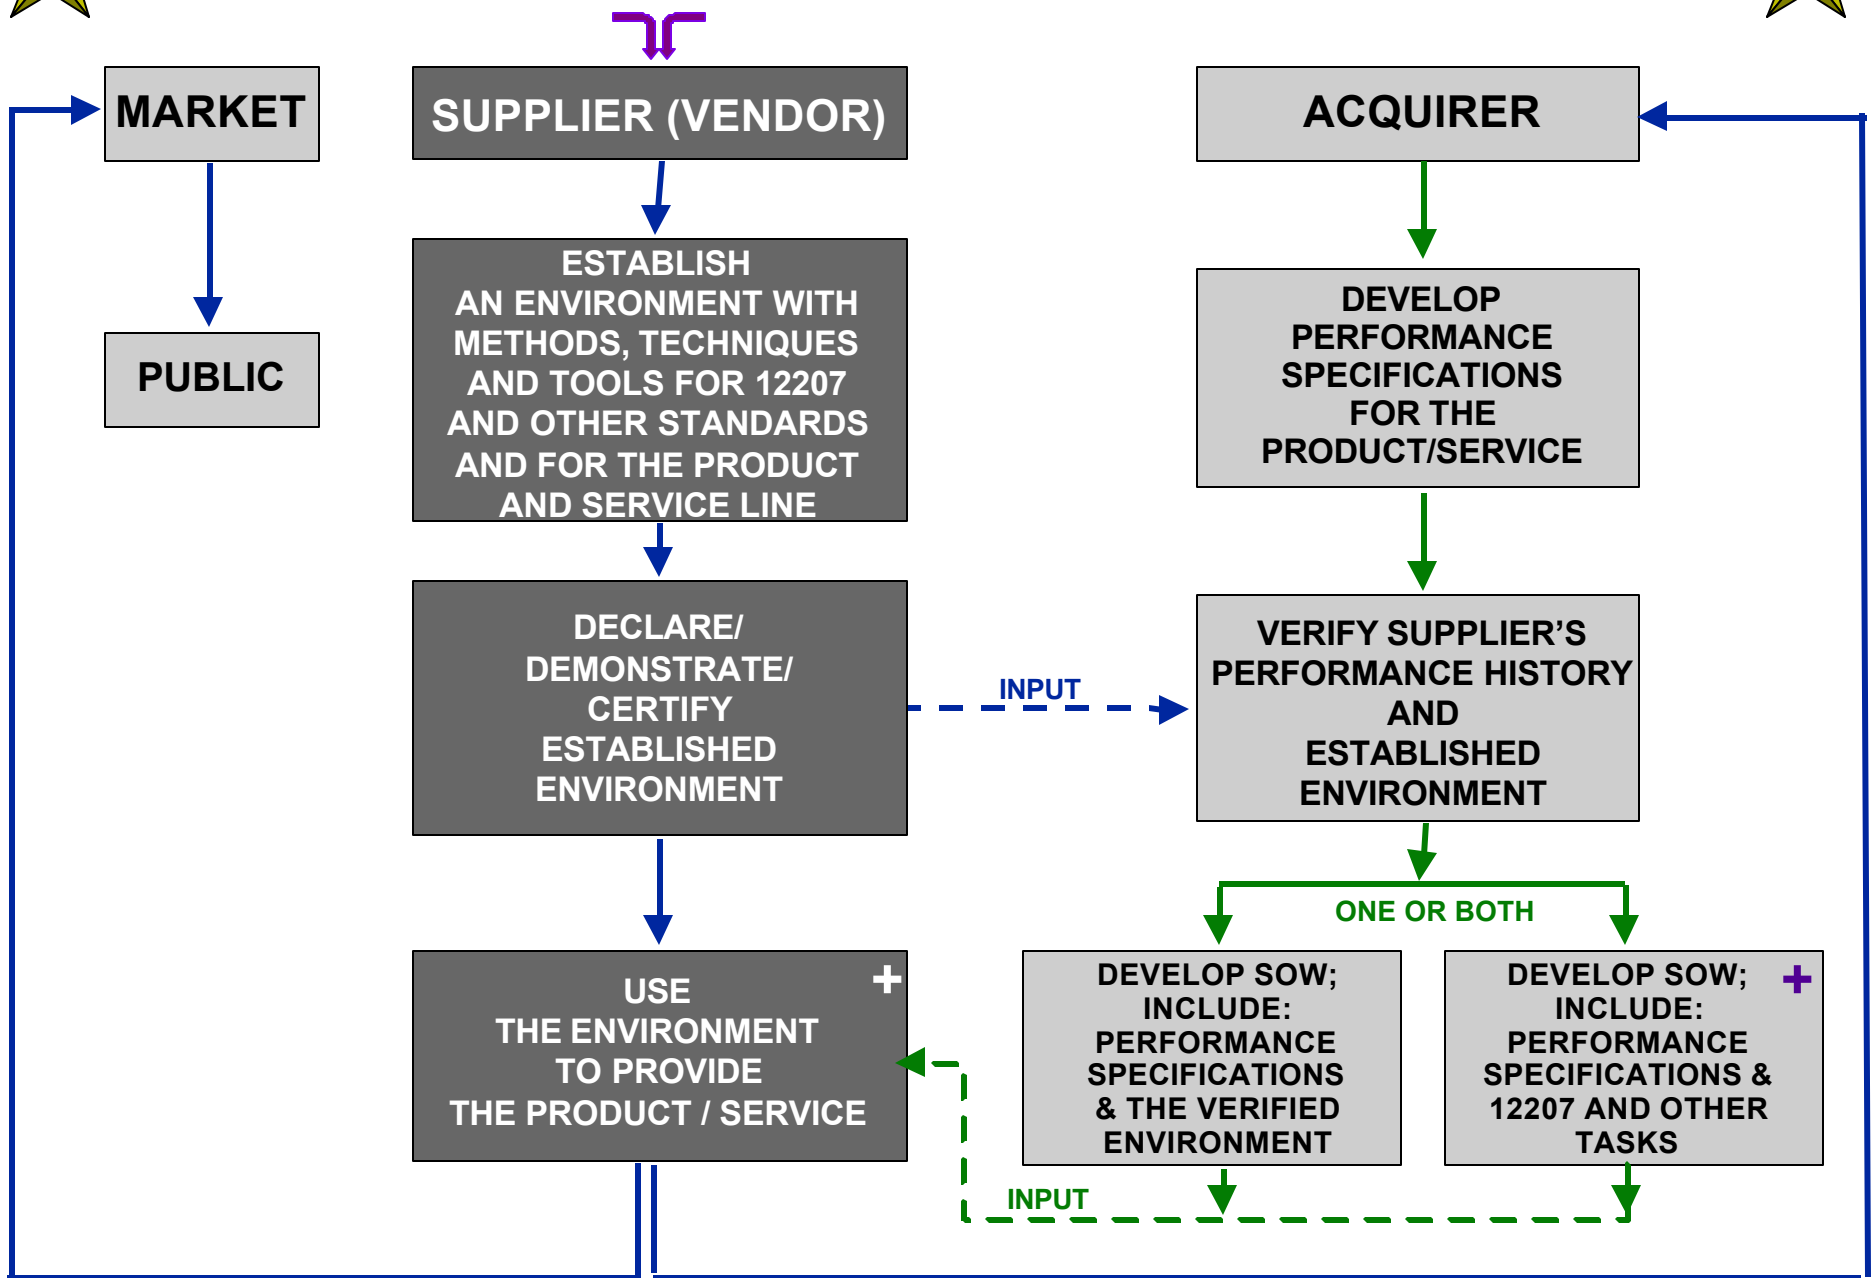 MARKET
PUBLIC
SUPPLIER (VENDOR)
ESTABLISH
AN ENVIRONMENT WITH
METHODS, TECHNIQUES
AND TOOLS FOR 12207
AND OTHER STANDARDS
AND FOR THE PRODUCT
AND SERVICE LINE
DECLARE/
DEMONSTRATE/
CERTIFY
ESTABLISHED
ENVIRONMENT
INPUT
+
USE
THE ENVIRONMENT
TO PROVIDE
THE PRODUCT / SERVICE
ACQUIRER
DEVELOP
PERFORMANCE
SPECIFICATIONS
FOR THE
PRODUCT/SERVICE
VERIFY SUPPLIER’S
PERFORMANCE HISTORY
AND
ESTABLISHED
ENVIRONMENT
ONE OR BOTH
DEVELOP SOW;
INCLUDE:
PERFORMANCE
SPECIFICATIONS
& THE VERIFIED
ENVIRONMENT
DEVELOP SOW; +
INCLUDE:
PERFORMANCE
SPECIFICATIONS &
12207 AND OTHER
TASKS
INPUT